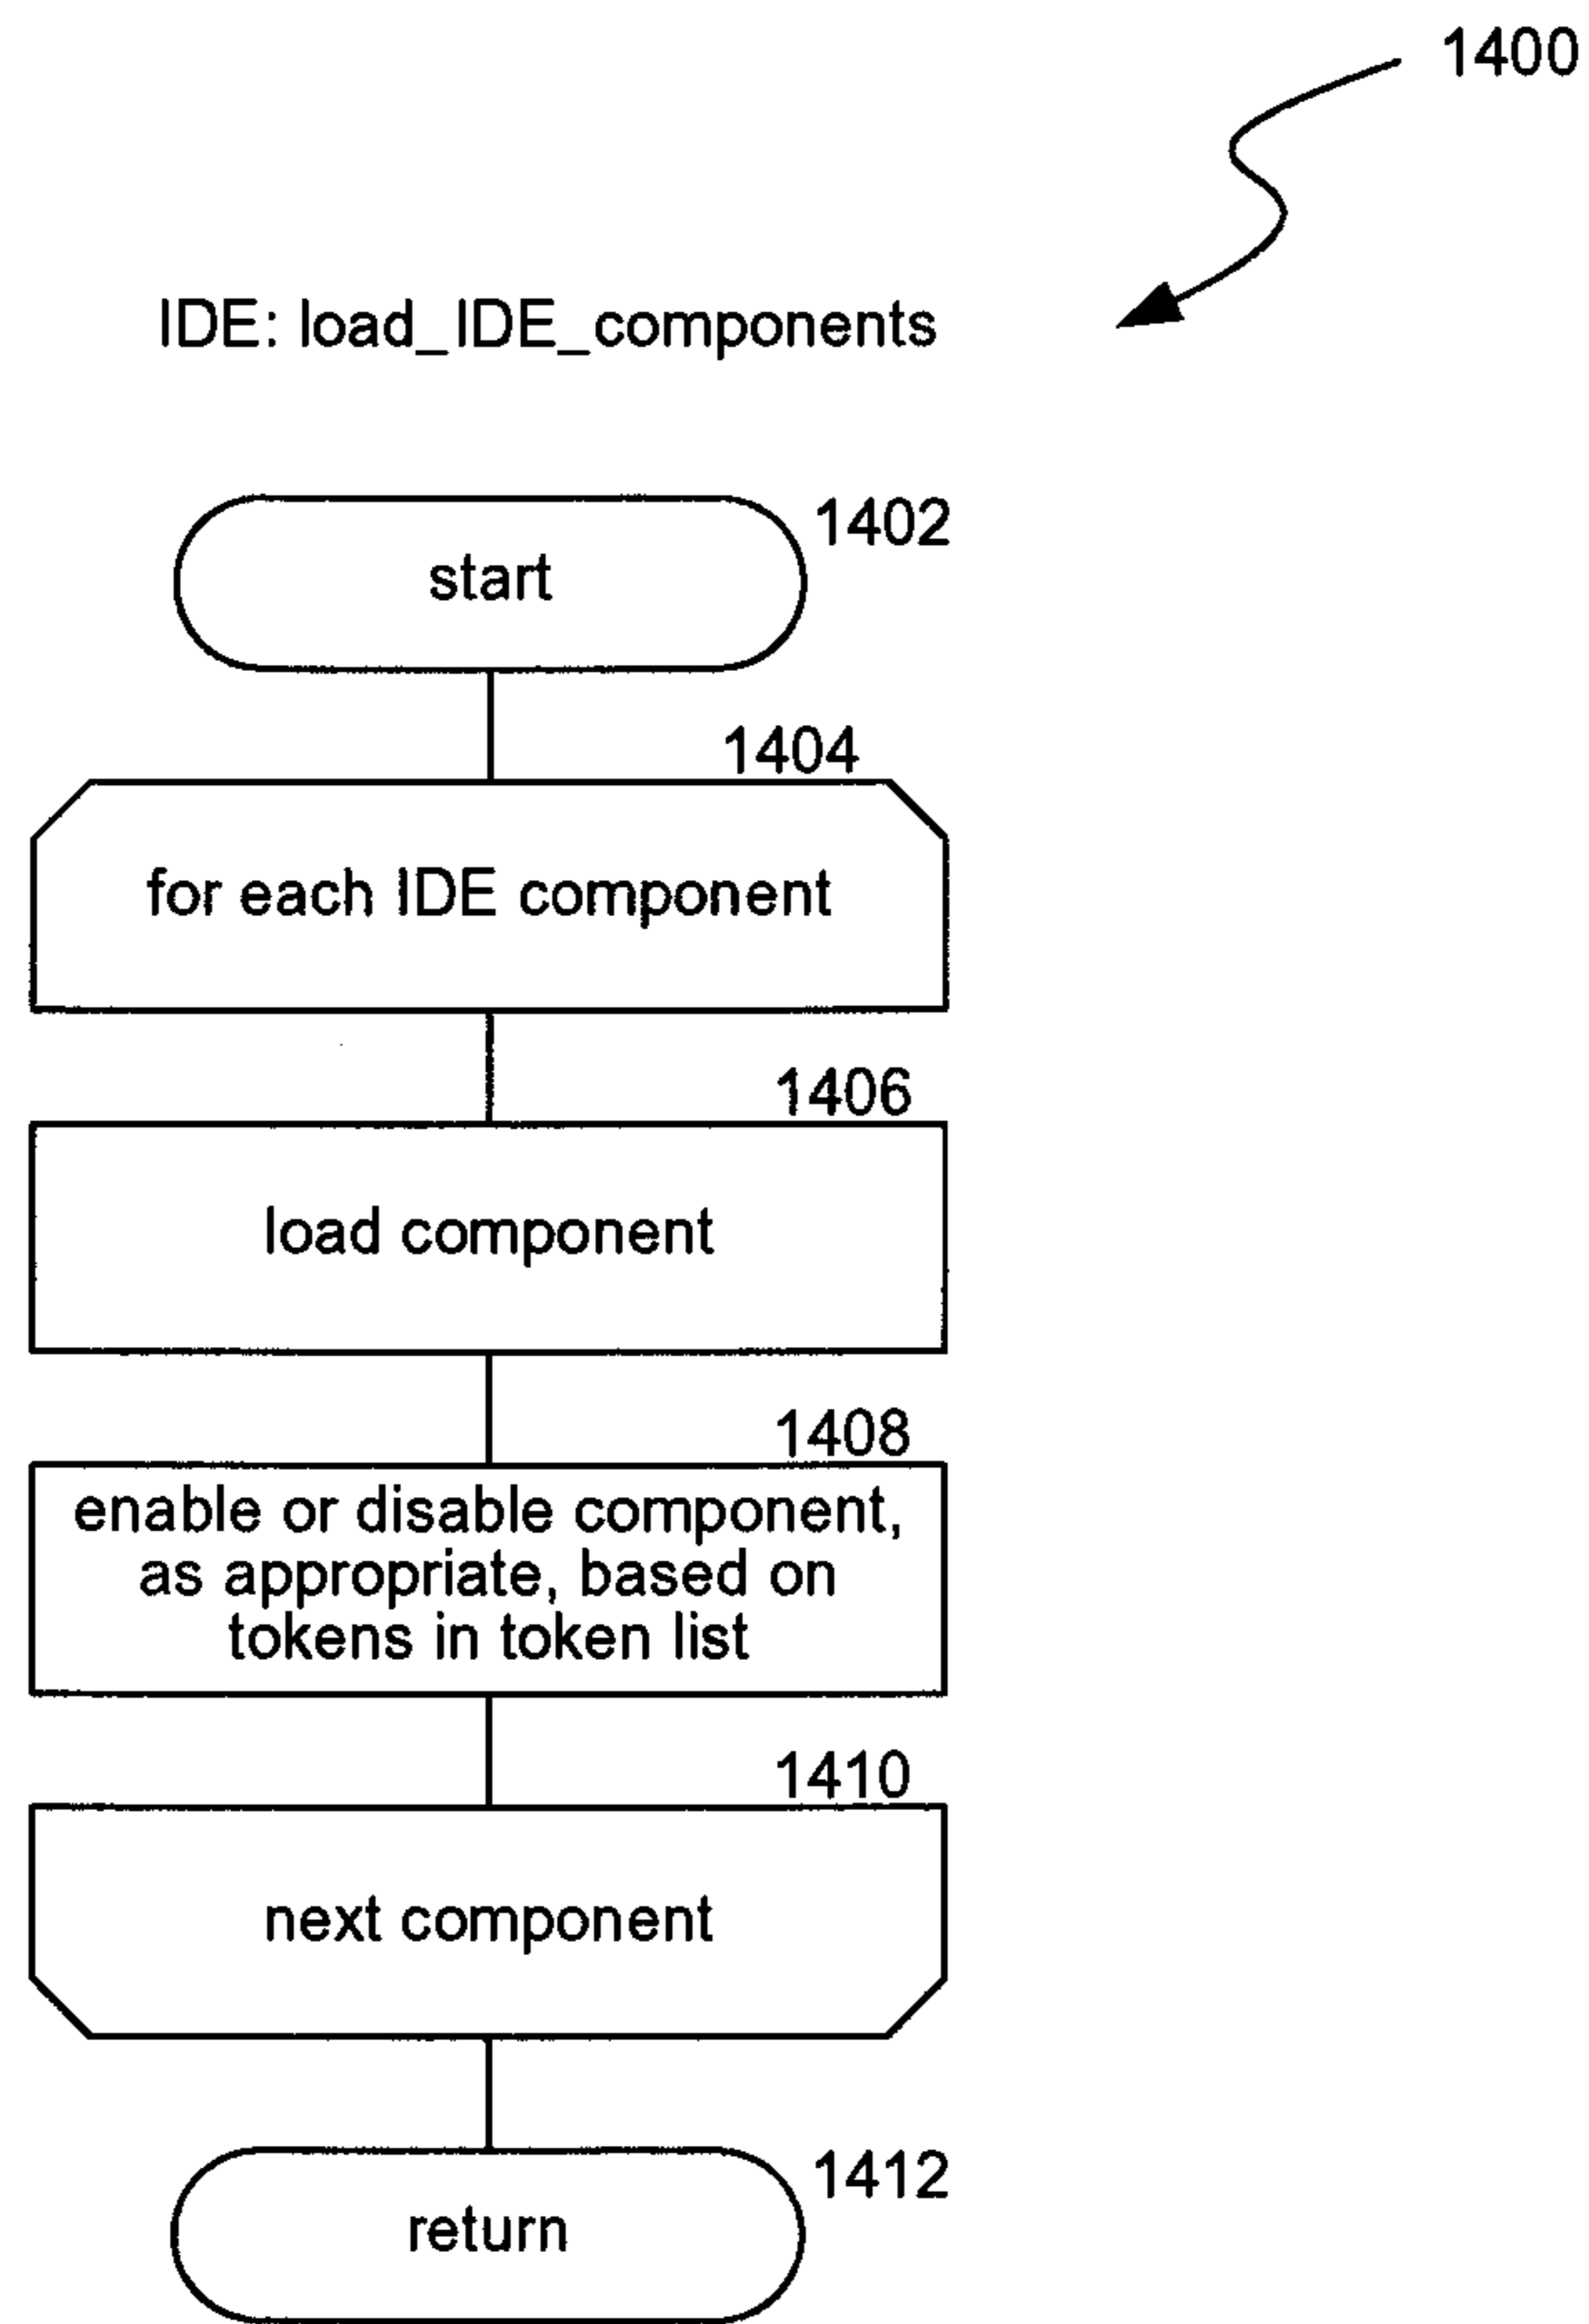 1400
IDE: load_IDE_components
1402
start
1404
for each IDE component
1406
load component
1408
enable or disable component,
as appropriate, based on
tokens in token list
1410
next component
1412
return